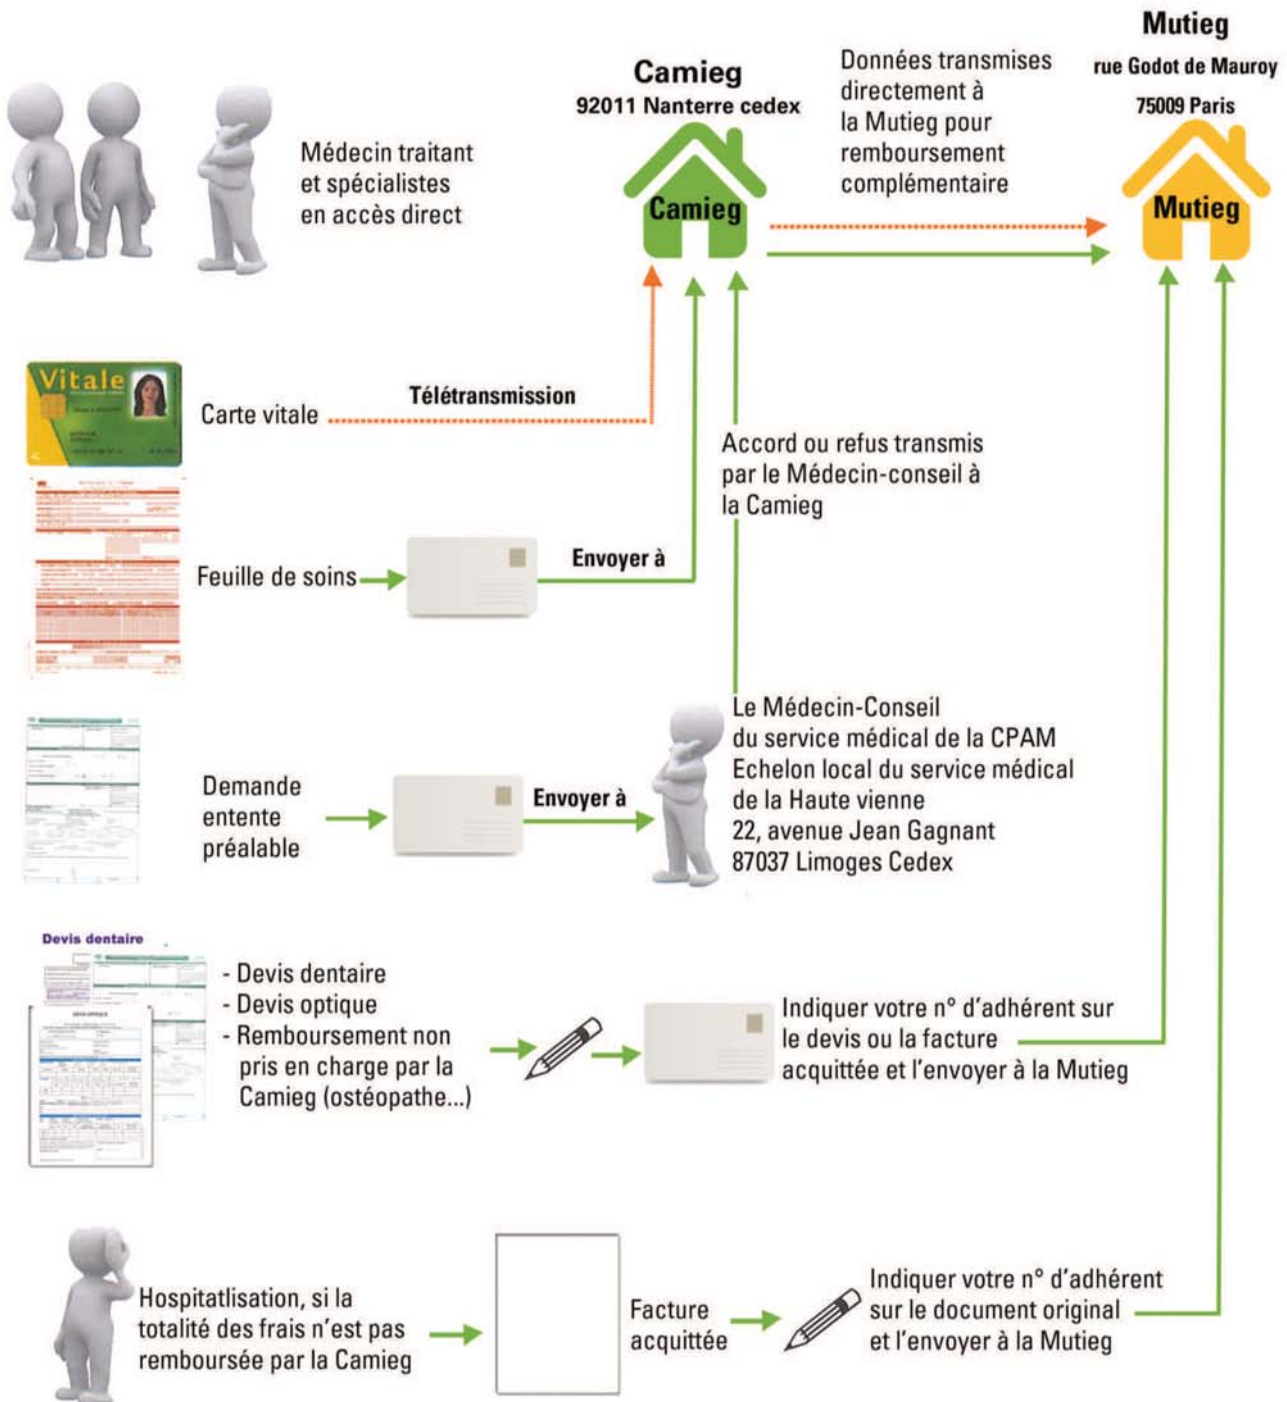 Mutieg
rue Godot de Mauroy
75009 Paris
Camieg
92011 Nanterre cedex
Données transmises
directement à
la Mutieg pour
remboursement
complémentaire
Médecin traitant
et spécialistes
en accès direct
Camieg
Mutieg
Vitale
Carte vitale
Télétransmission
Accord ou refus transmis
par le Médecin-conseil à
la Camieg
Feuille de soins
Envoyer à
Demande
entente
préalable
Envoyer à
Le Médecin-Conseil
du service médical de la CPAM
Echelon local du service médical
de la Haute vienne
22, avenue Jean Gagnant
87037 Limoges Cedex
Devis dentaire
- Devis dentaire
- Devis optique
- Remboursement non
pris en charge par la
Camieg (ostéopathe...)
Indiquer votre n° d'adhérent sur
le devis ou la facture
acquittée et l'envoyer à la Mutieg
Hospitatlisation, si la
totalité des frais n'est pas
remboursée par la Camieg
Facture
acquittée
Indiquer votre n° d'adhérent
sur le document original
et l'envoyer à la Mutieg